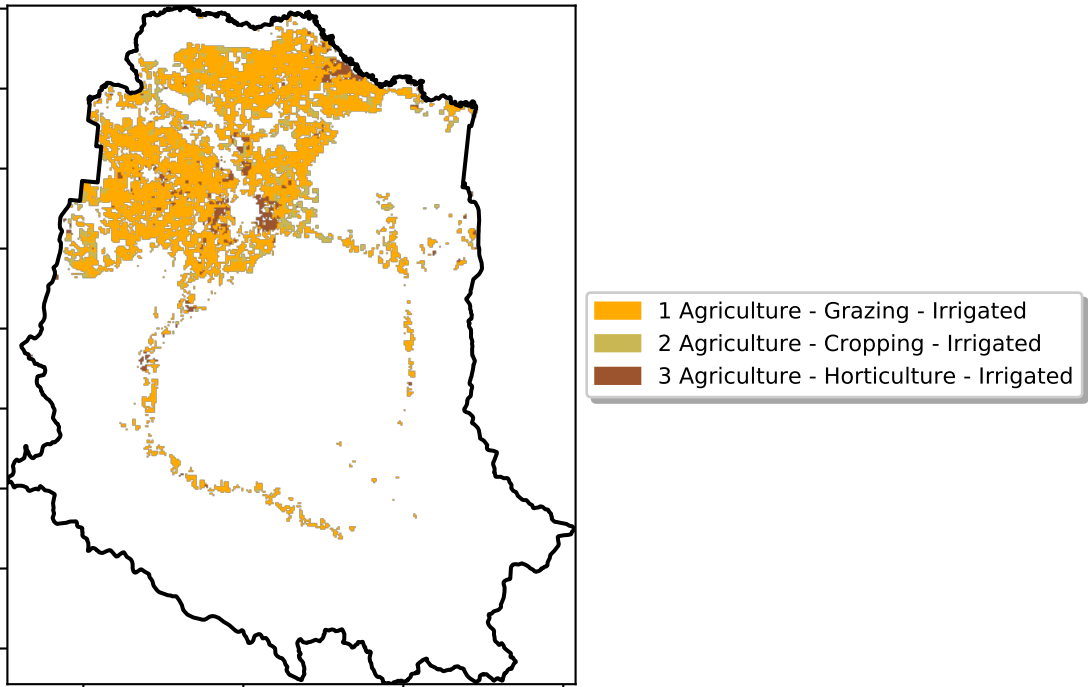 1 Agriculture - Grazing - Irrigated
2 Agriculture - Cropping - Irrigated
3 Agriculture - Horticulture - Irrigated